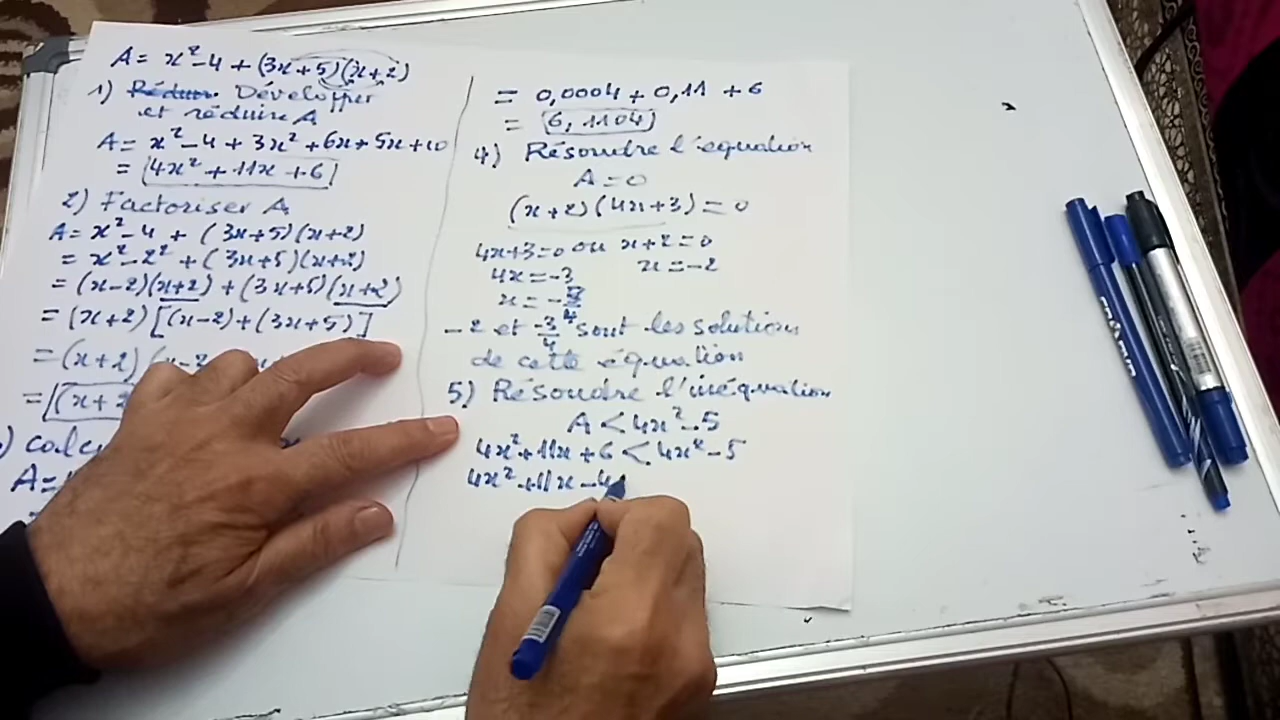 A = x² - 4 + (3x+5)(x+2)
1) Développer
et réduire A
A = x² - 4 + 3x² + 6x + 5x + 10
= 4x² + 11x + 6
2) Factoriser A
A = x² - 4 + (3x+5)(x+2)
= x² - 2² + (3x+5)(x+2)
= (x-2)(x+2) + (3x+5)(x+2)
= (x+2)[(x-2)+(3x+5)]
= (x+2)(x-2
= (x+2
A =
= 0,0004 + 0,11 + 6
= 6,1104
4) Résoudre l'équation
A = 0
(x+2)(4x+3) = 0
4x+3=0 ou x+2=0
4x = -3 x = -2
x = -3/4
-2 et -3/4 sont les solutions
de cette équation
5) Résoudre l'inéquation
A < 4x² - 5
4x² + 11x + 6 < 4x² - 5
4x² + 11x - 4